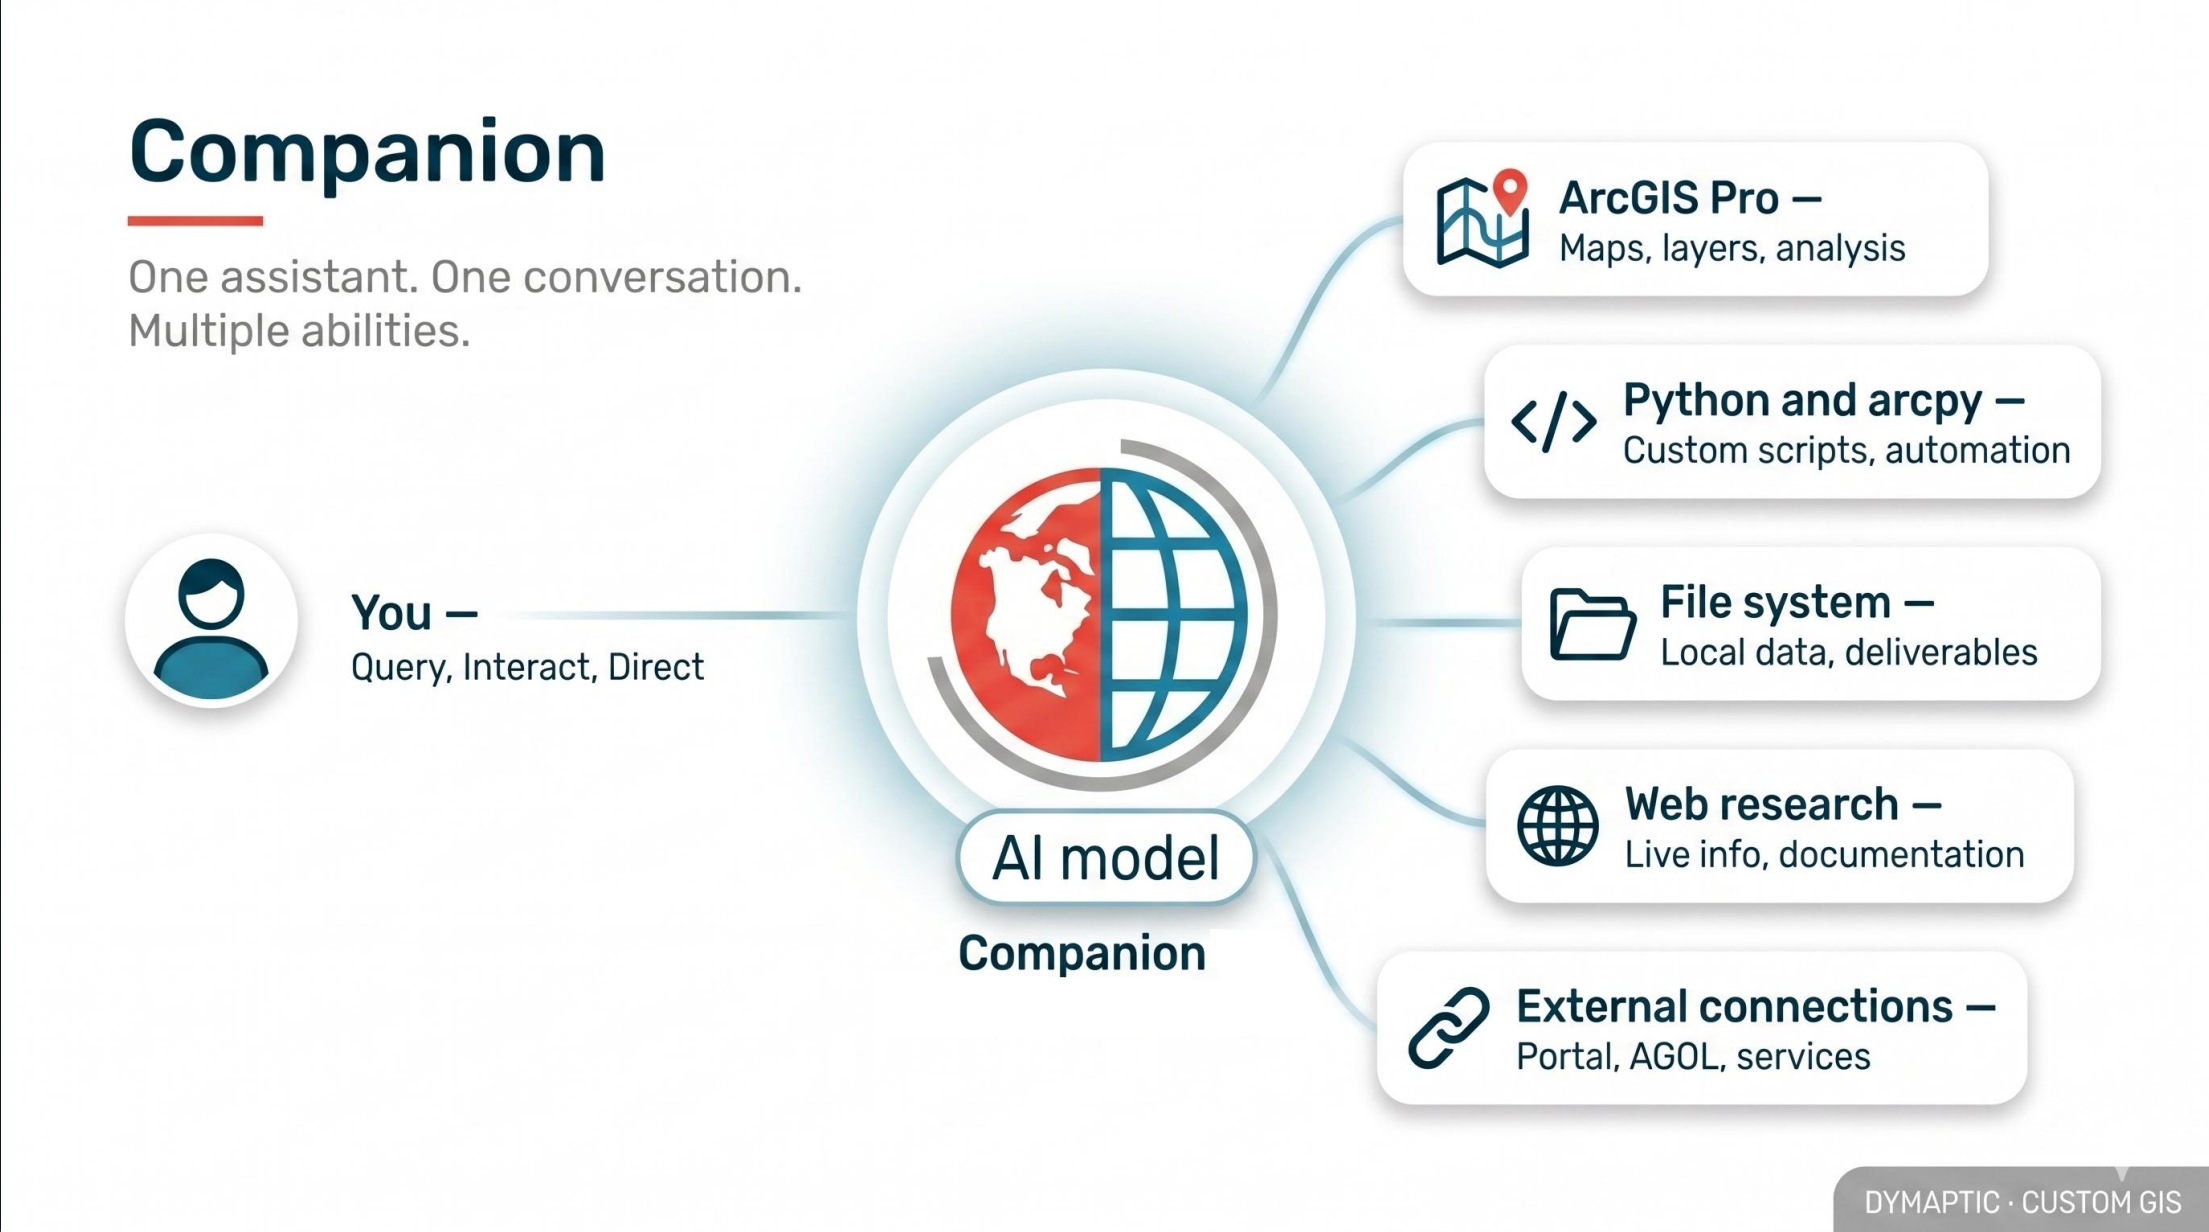 Companion
One assistant. One conversation.
Multiple abilities.
You —
Query, Interact, Direct
AI model
Companion
ArcGIS Pro —
Maps, layers, analysis
Python and arcpy —
Custom scripts, automation
File system —
Local data, deliverables
Web research —
Live info, documentation
External connections —
Portal, AGOL, services
DYMAPTIC · CUSTOM GIS